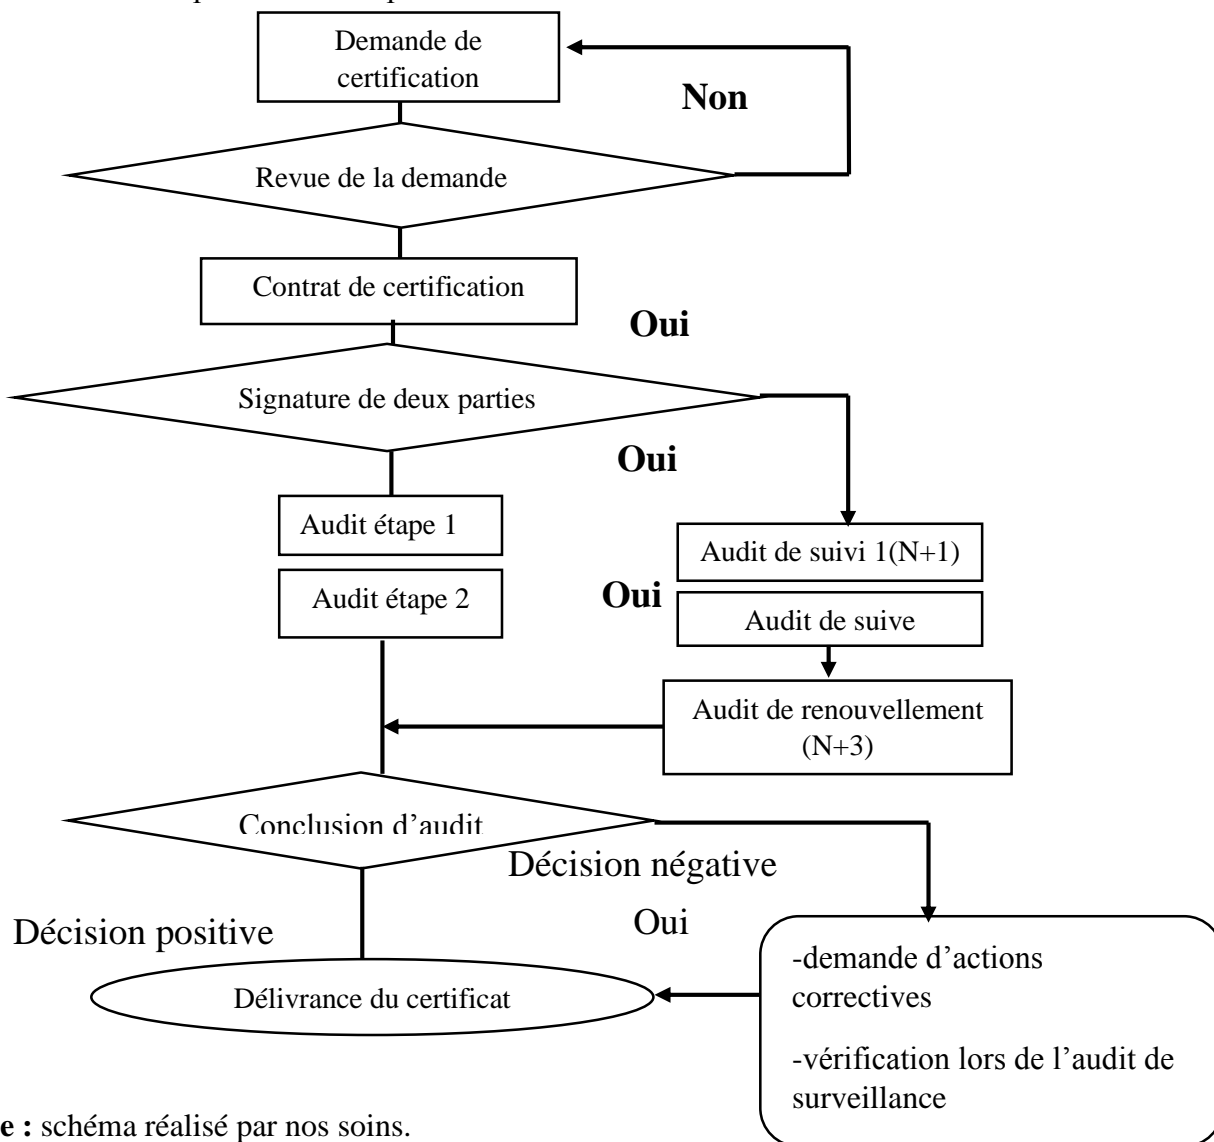 Demande de
certification
Non
Revue de la demande
Contrat de certification
Oui
Signature de deux parties
Oui
Audit étape 1
Audit de suivi 1(N+1)
Audit étape 2
Oui
Audit de suive
Audit de renouvellement
(N+3)
Conclusion d’audit
Décision négative
Décision positive
Oui
-demande d’actions
correctives
Délivrance du certificat
-vérification lors de l’audit de
surveillance
e : schéma réalisé par nos soins.